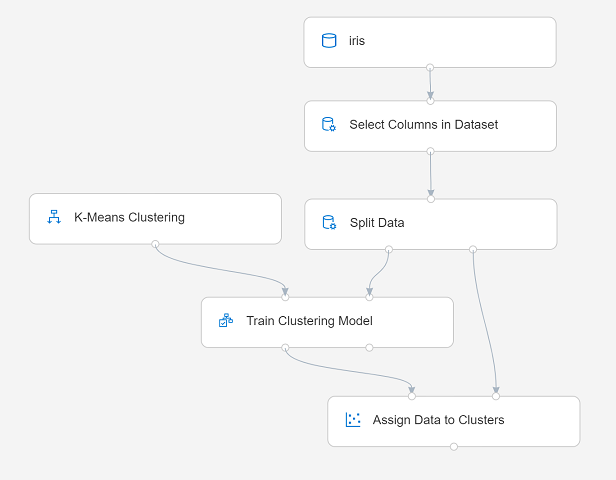 iris
Select Columns in Dataset
K-Means Clustering
Split Data
Train Clustering Model
Assign Data to Clusters